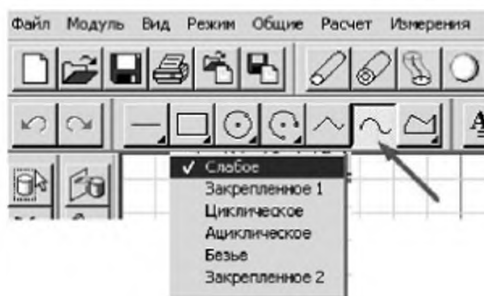 Файл Модуль Вид Режим Общие Расчет Измерения
Слабое
Закрепленное 1
Циклическое
Ациклическое
Безье
Закрепленное 2